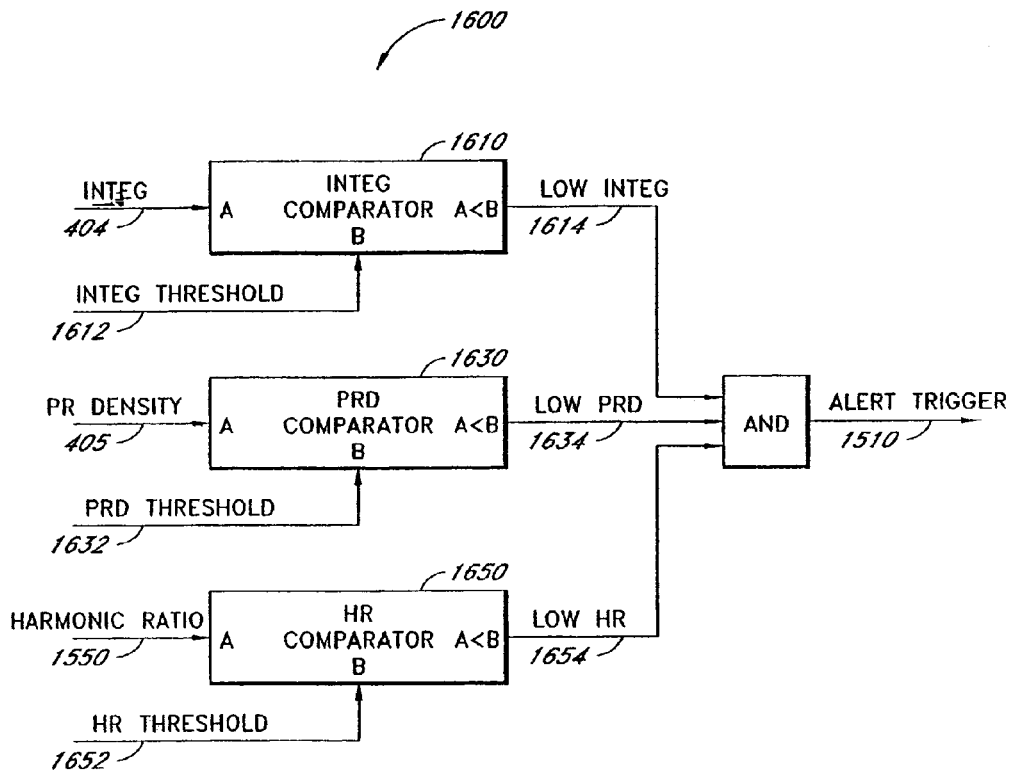 1600
1610
INTEG
404
A
INTEG
COMPARATOR
B
A<B
LOW INTEG
1614
INTEG THRESHOLD
1612
1630
PR DENSITY
405
A
PRD
COMPARATOR
B
A<B
LOW PRD
1634
AND
ALERT TRIGGER
1510
PRD THRESHOLD
1632
1650
HARMONIC RATIO
1550
A
HR
COMPARATOR
B
A<B
LOW HR
1654
HR THRESHOLD
1652